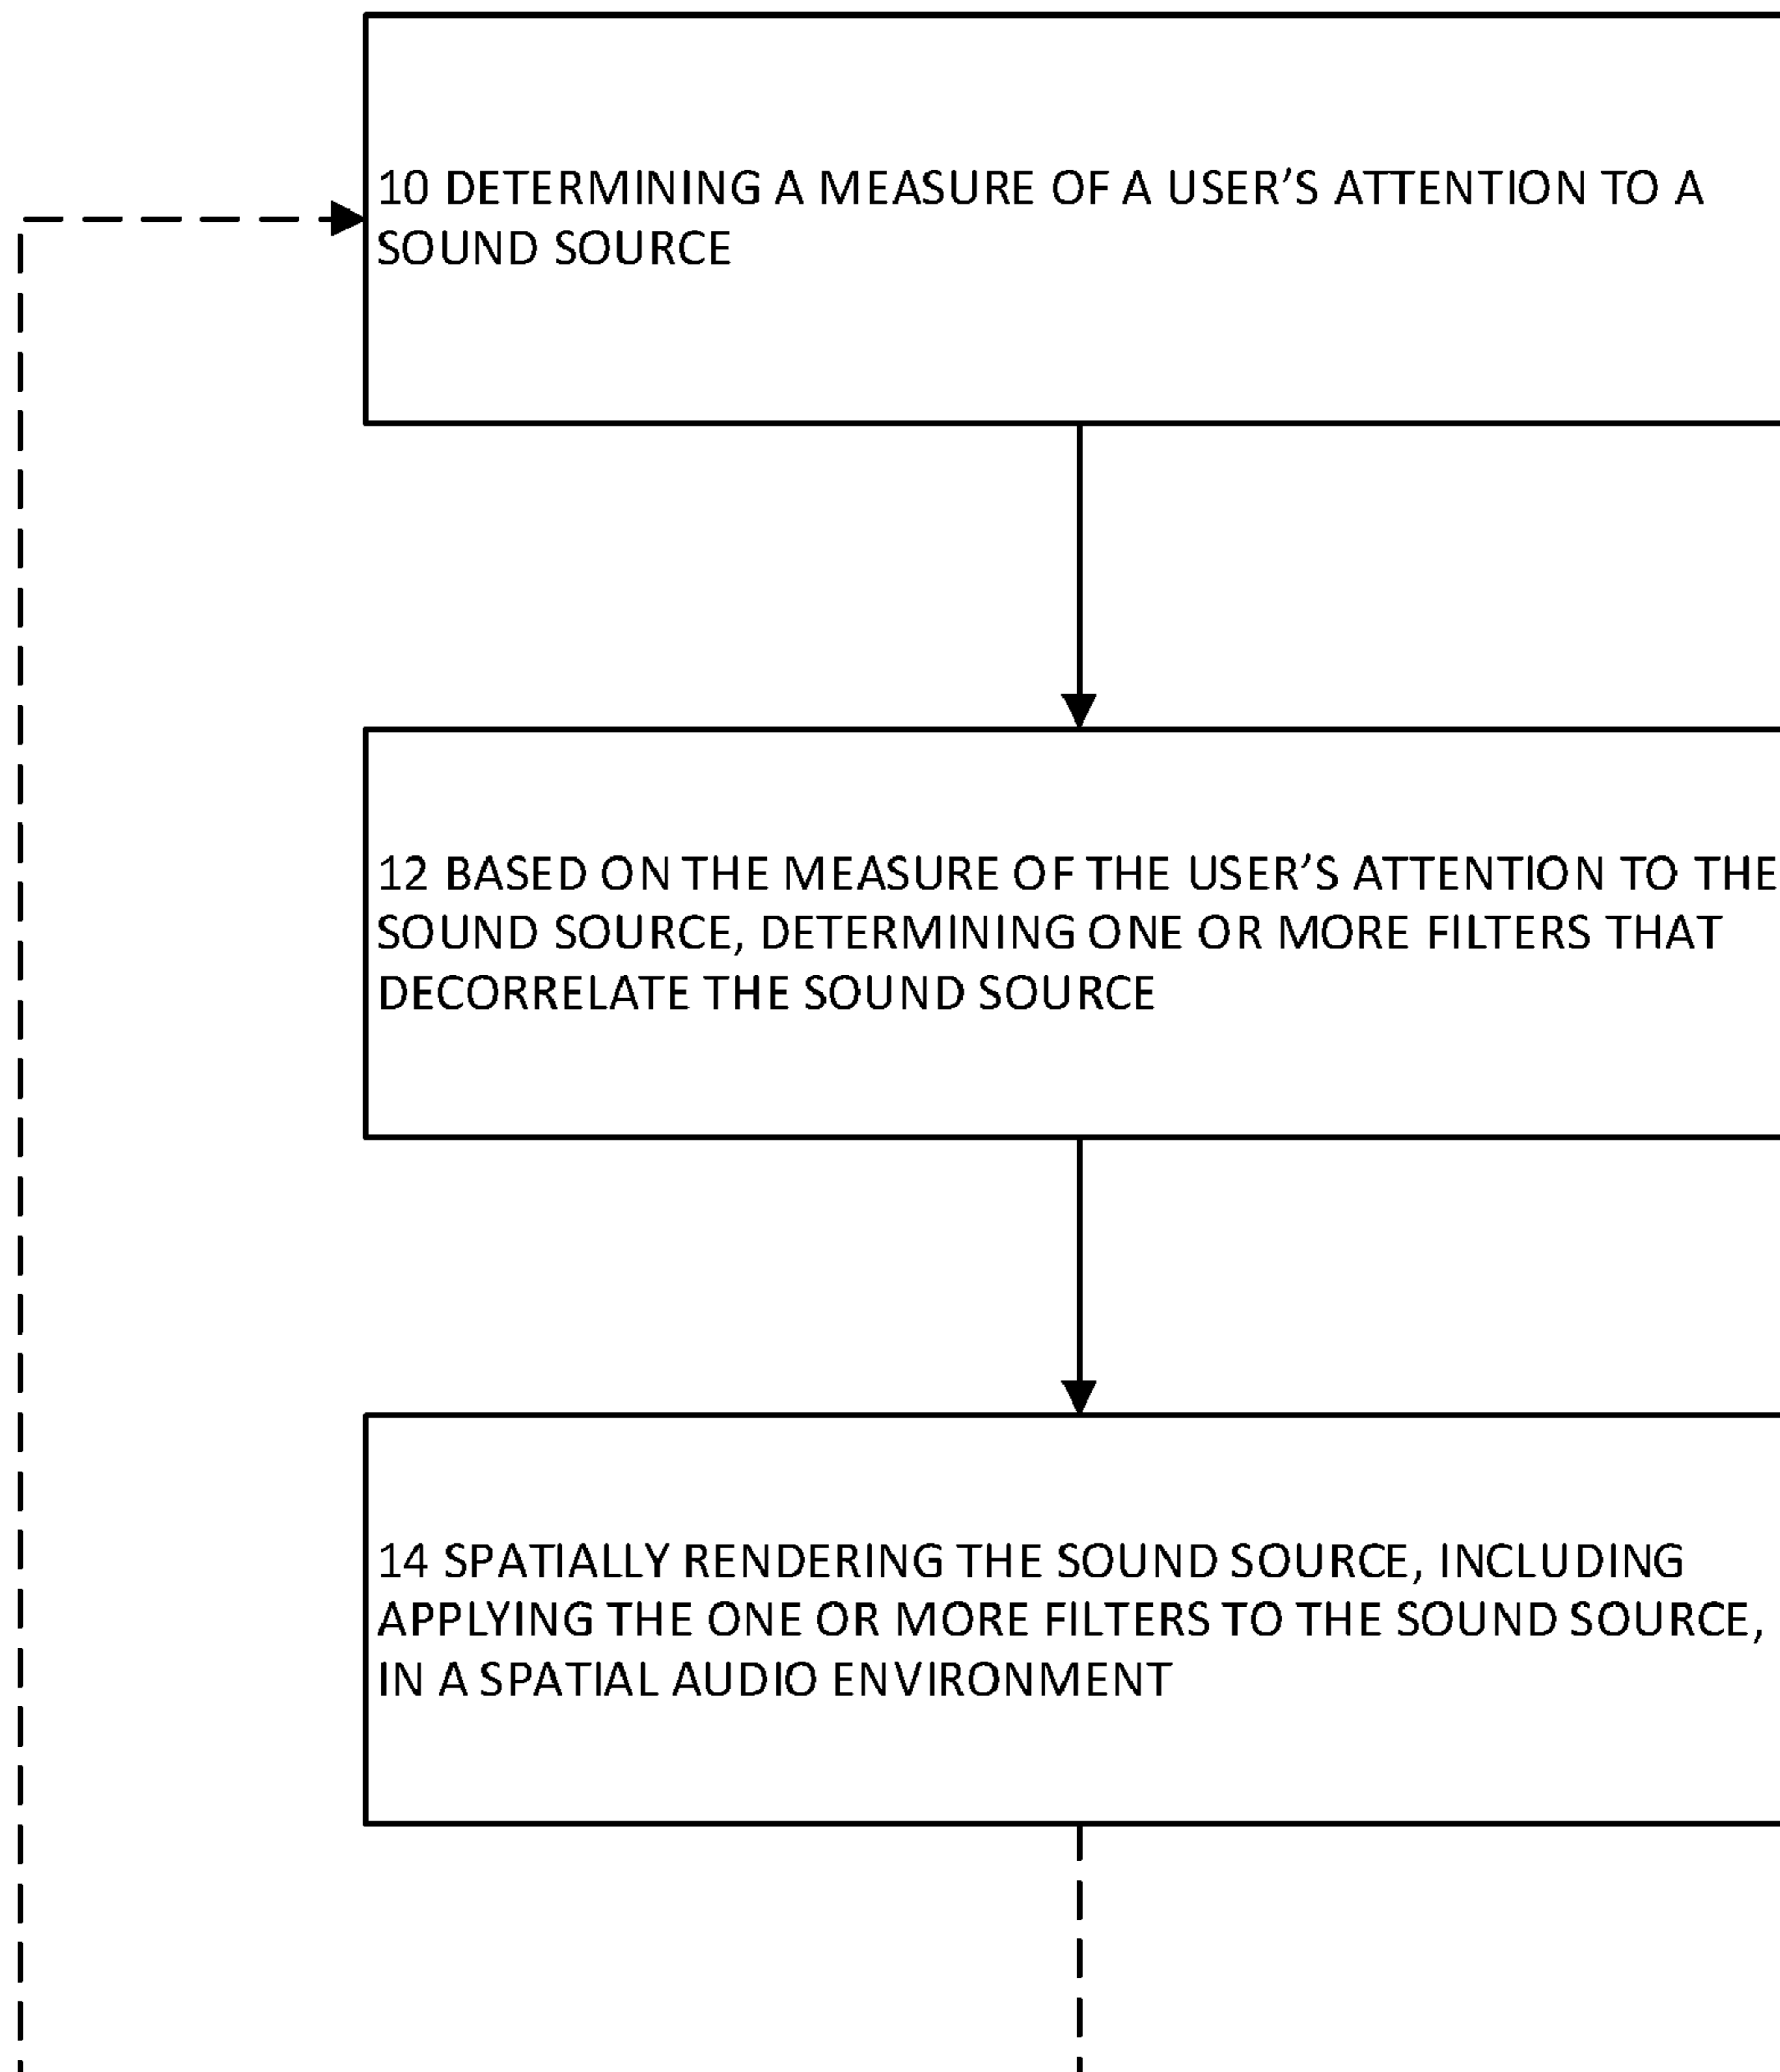 10 DETERMINING A MEASURE OF A USER’S ATTENTION TO A
SOUND SOURCE
12 BASED ON THE MEASURE OF THE USER’S ATTENTION TO THE
SOUND SOURCE, DETERMINING ONE OR MORE FILTERS THAT
DECORRELATE THE SOUND SOURCE
14 SPATIALLY RENDERING THE SOUND SOURCE, INCLUDING
APPLYING THE ONE OR MORE FILTERS TO THE SOUND SOURCE,
IN A SPATIAL AUDIO ENVIRONMENT